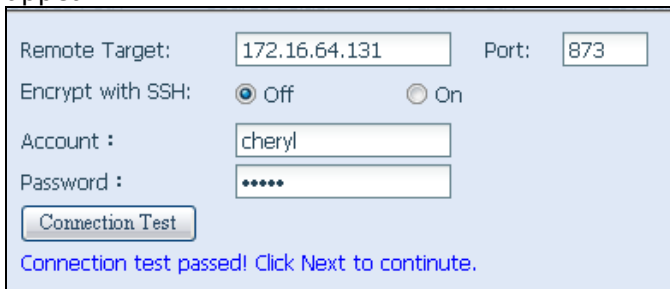 Remote Target: 172.16.64.131 Port: 873
Encrypt with SSH: Off On
Account : cheryl
Password : •••••
Connection Test
Connection test passed! Click Next to continute.